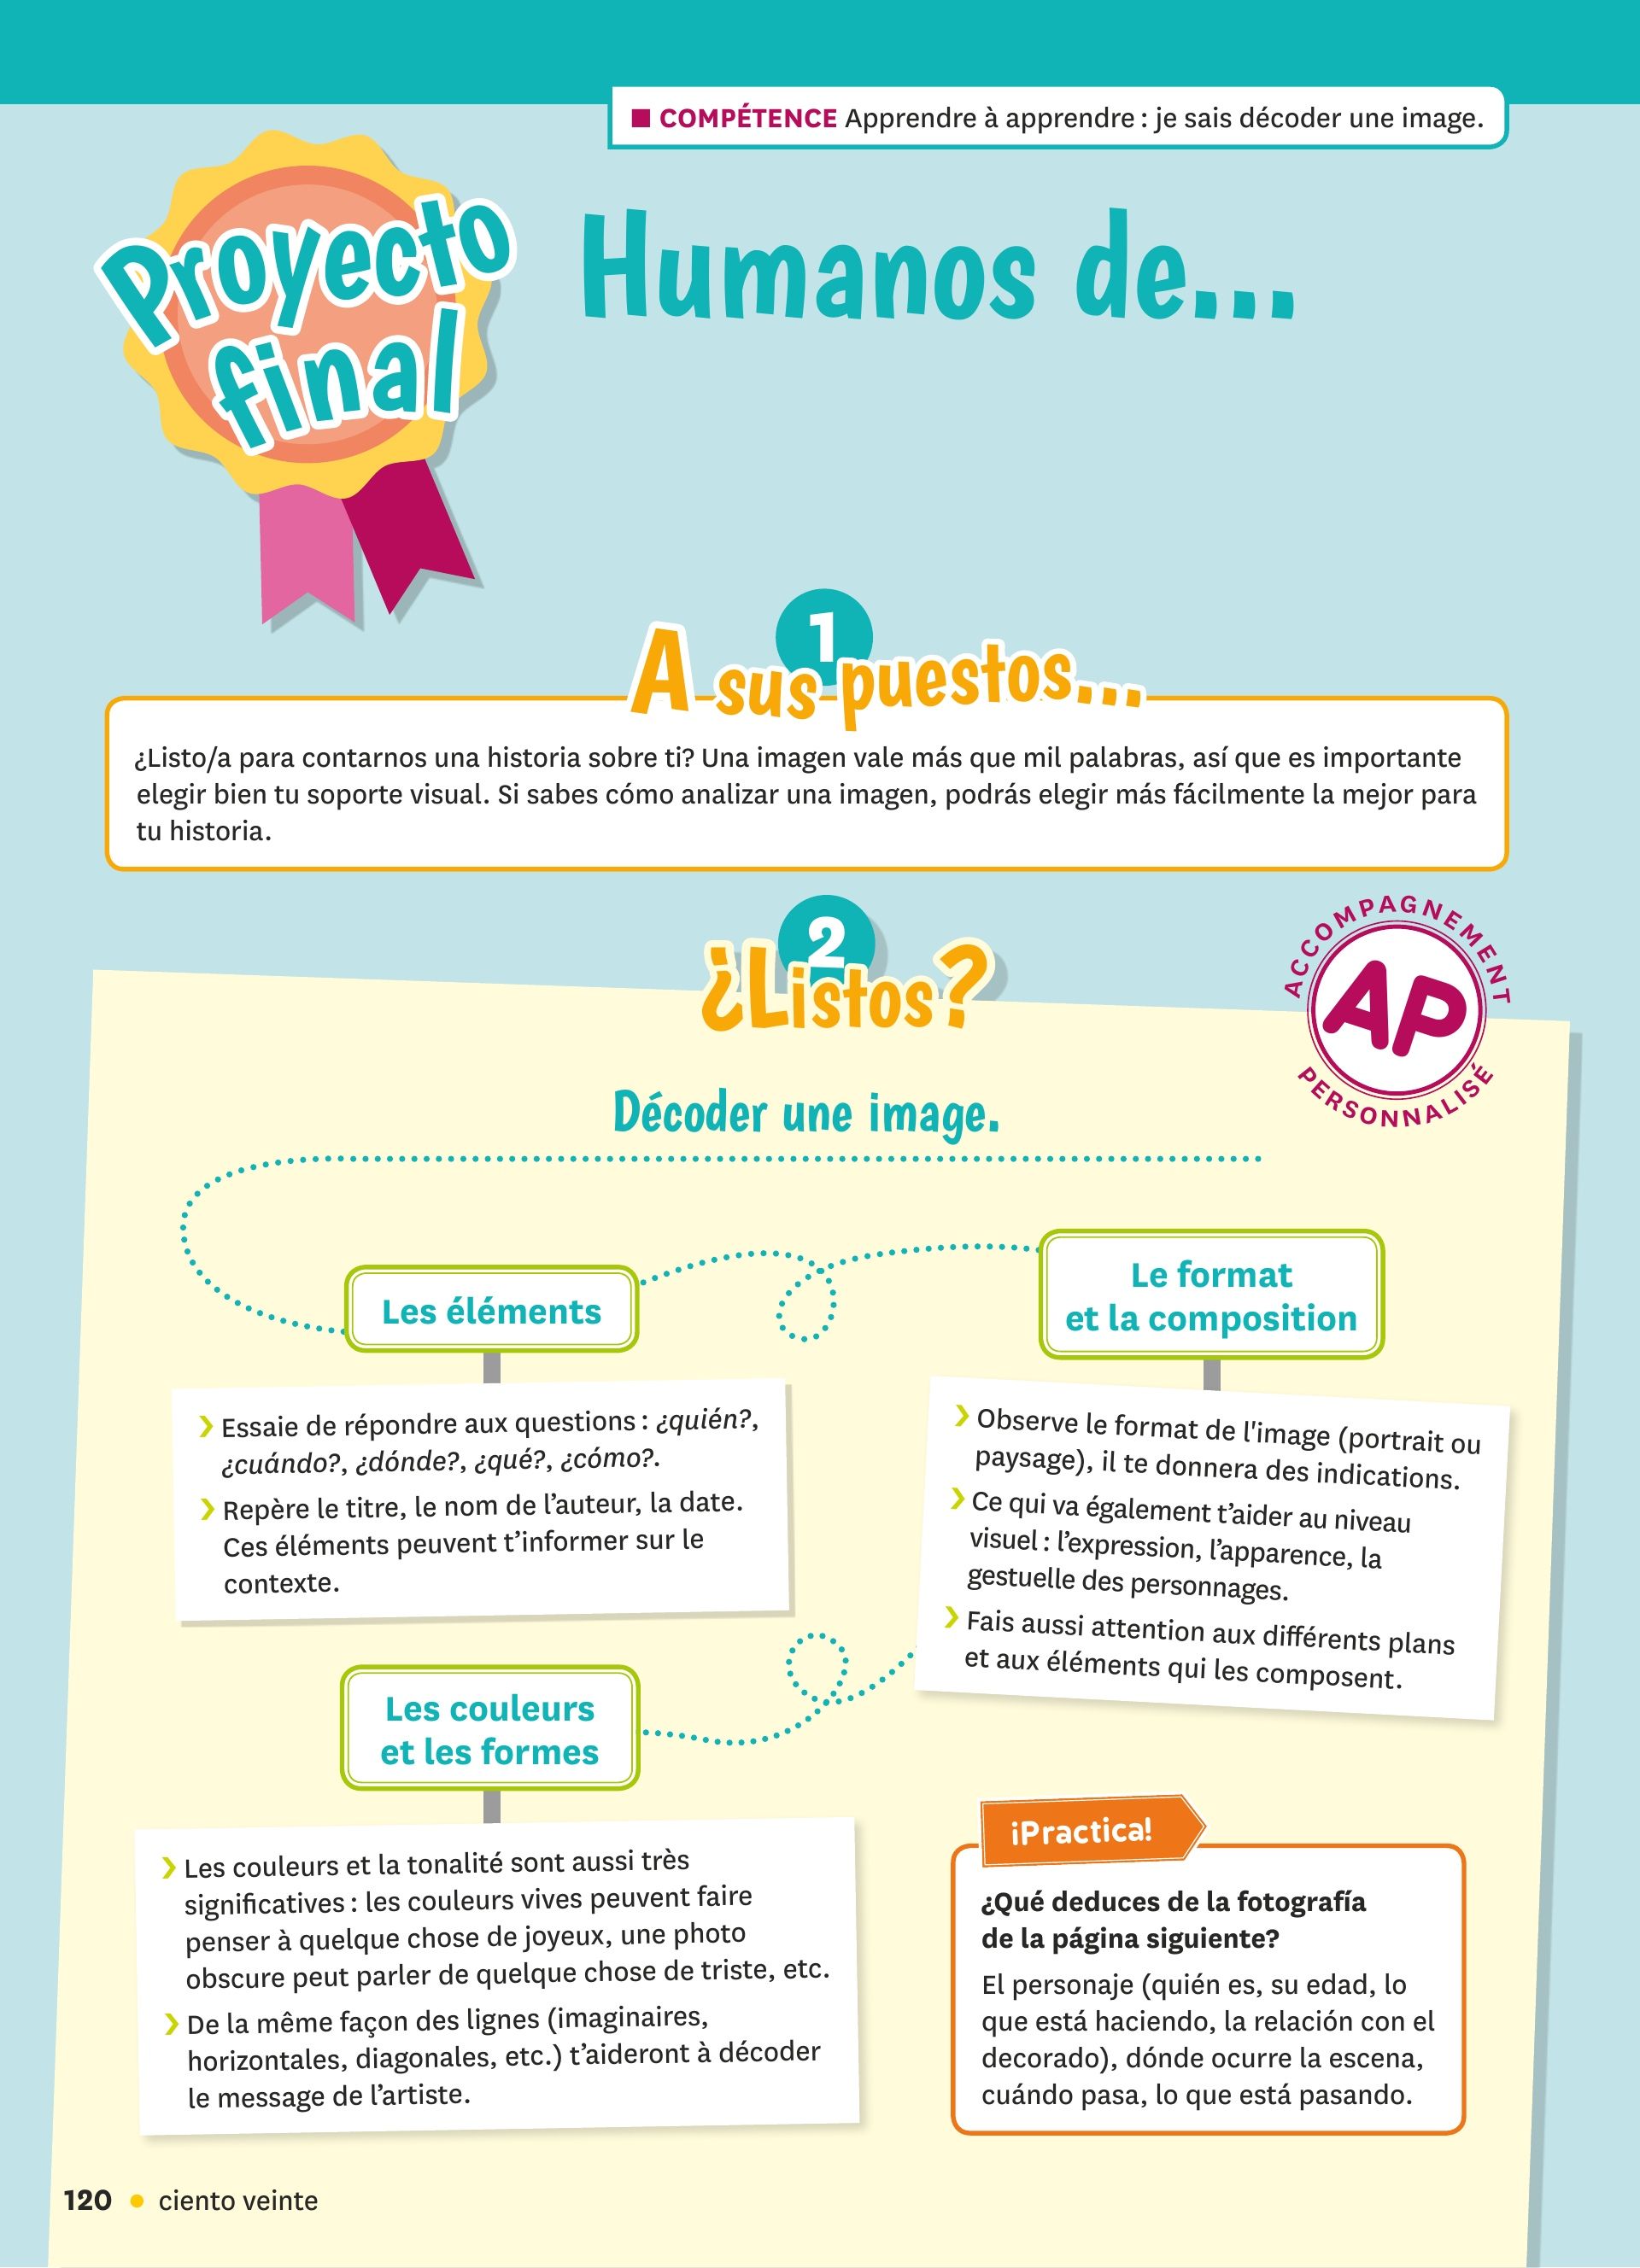 ■ COMPÉTENCE Apprendre à apprendre : je sais décoder une image.
Proyecto
final
Humanos de...
1
A sus puestos...
¿Listo/a para contarnos una historia sobre ti? Una imagen vale más que mil palabras, así que es importante
elegir bien tu soporte visual. Si sabes cómo analizar una imagen, podrás elegir más fácilmente la mejor para
tu historia.
2
¿Listos?
ACCOMPAGNEMENT
AP
PERSONNALISÉ
Décoder une image.
Les éléments
› Essaie de répondre aux questions : ¿quién?,
¿cuándo?, ¿dónde?, ¿qué?, ¿cómo?.
› Repère le titre, le nom de l’auteur, la date.
Ces éléments peuvent t’informer sur le
contexte.
Le format
et la composition
› Observe le format de l'image (portrait ou
paysage), il te donnera des indications.
› Ce qui va également t’aider au niveau
visuel : l’expression, l’apparence, la
gestuelle des personnages.
› Fais aussi attention aux différents plans
et aux éléments qui les composent.
Les couleurs
et les formes
› Les couleurs et la tonalité sont aussi très
significatives : les couleurs vives peuvent faire
penser à quelque chose de joyeux, une photo
obscure peut parler de quelque chose de triste, etc.
› De la même façon des lignes (imaginaires,
horizontales, diagonales, etc.) t’aideront à décoder
le message de l’artiste.
¡Practica!
¿Qué deduces de la fotografía
de la página siguiente?
El personaje (quién es, su edad, lo
que está haciendo, la relación con el
decorado), dónde ocurre la escena,
cuándo pasa, lo que está pasando.
120 • ciento veinte